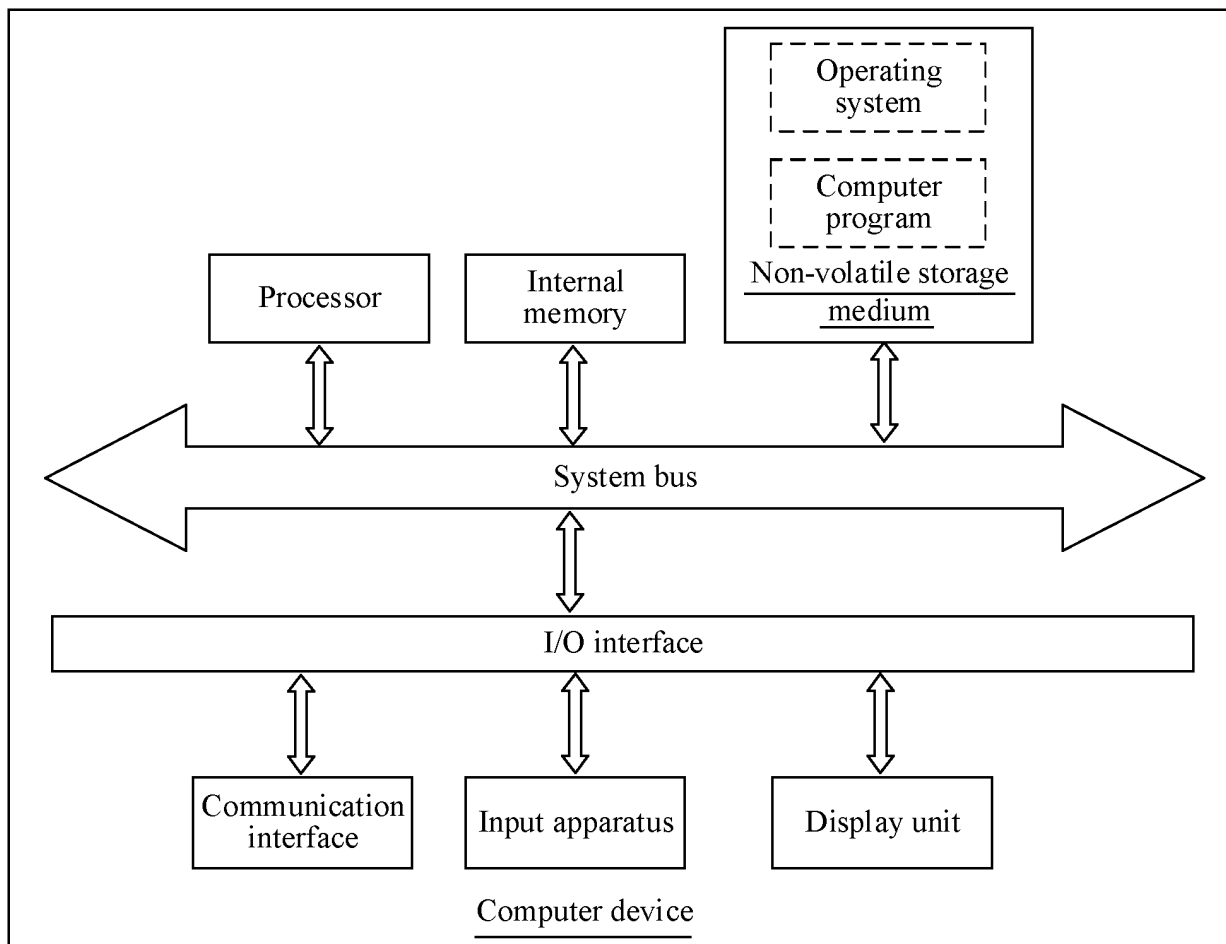 Operating
system
Computer
program
Non-volatile storage
medium
Processor
Internal
memory
System bus
I/O interface
Communication
interface
Input apparatus
Display unit
Computer device